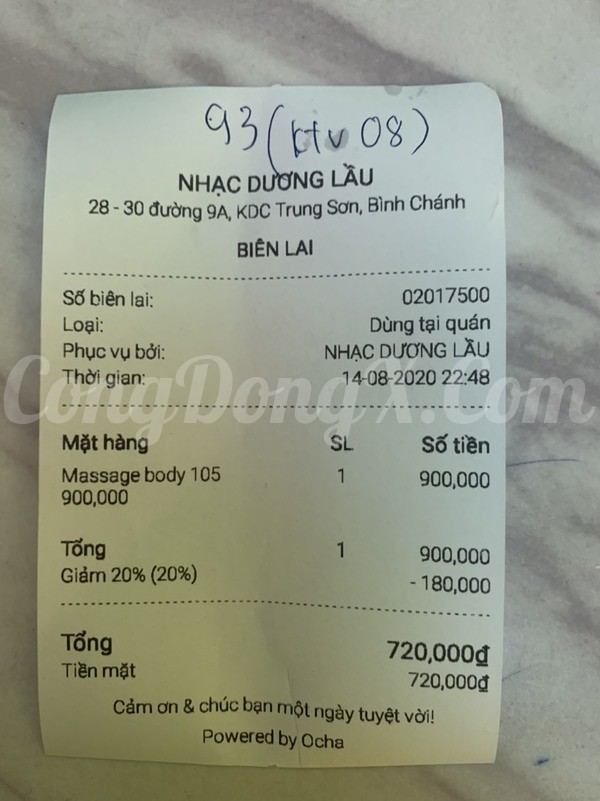 93 (ktv 08)
NHẠC DƯƠNG LẦU
28 - 30 đường 9A, KDC Trung Sơn, Bình Chánh
BIÊN LAI
Số biên lai: 02017500
Loại: Dùng tại quán
Phục vụ bởi: NHẠC DƯƠNG LẦU
Thời gian: 14-08-2020 22:48
CongDongX.Com
Mặt hàng SL Số tiền
Massage body 105 1 900,000
900,000
Tổng 1 900,000
Giảm 20% (20%) - 180,000
Tổng 720,000₫
Tiền mặt 720,000₫
Cảm ơn & chúc bạn một ngày tuyệt vời!
Powered by Ocha